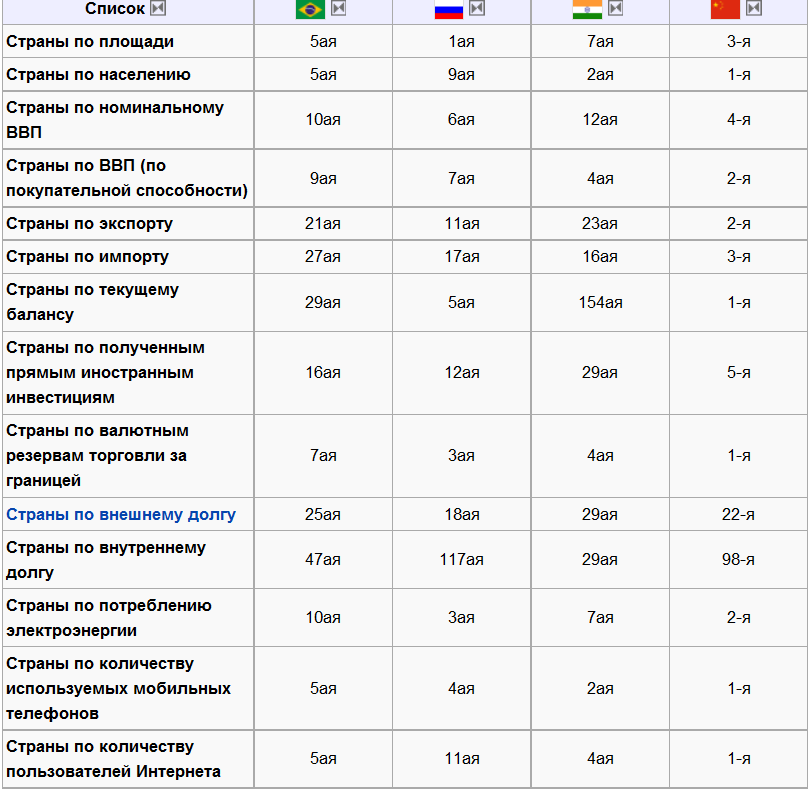 Список
Страны по площади 5ая 1ая 7ая 3-я
Страны по населению 5ая 9ая 2ая 1-я
Страны по номинальному
ВВП 10ая 6ая 12ая 4-я
Страны по ВВП (по
покупательной способности) 9ая 7ая 4ая 2-я
Страны по экспорту 21ая 11ая 23ая 2-я
Страны по импорту 27ая 17ая 16ая 3-я
Страны по текущему
балансу 29ая 5ая 154ая 1-я
Страны по полученным
прямым иностранным 16ая 12ая 29ая 5-я
инвестициям
Страны по валютным
резервам торговли за 7ая 3ая 4ая 1-я
границей
Страны по внешнему долгу 25ая 18ая 29ая 22-я
Страны по внутреннему
долгу 47ая 117ая 29ая 98-я
Страны по потреблению
электроэнергии 10ая 3ая 7ая 2-я
Страны по количеству
используемых мобильных 5ая 4ая 2ая 1-я
телефонов
Страны по количеству
пользователей Интернета 5ая 11ая 4ая 1-я